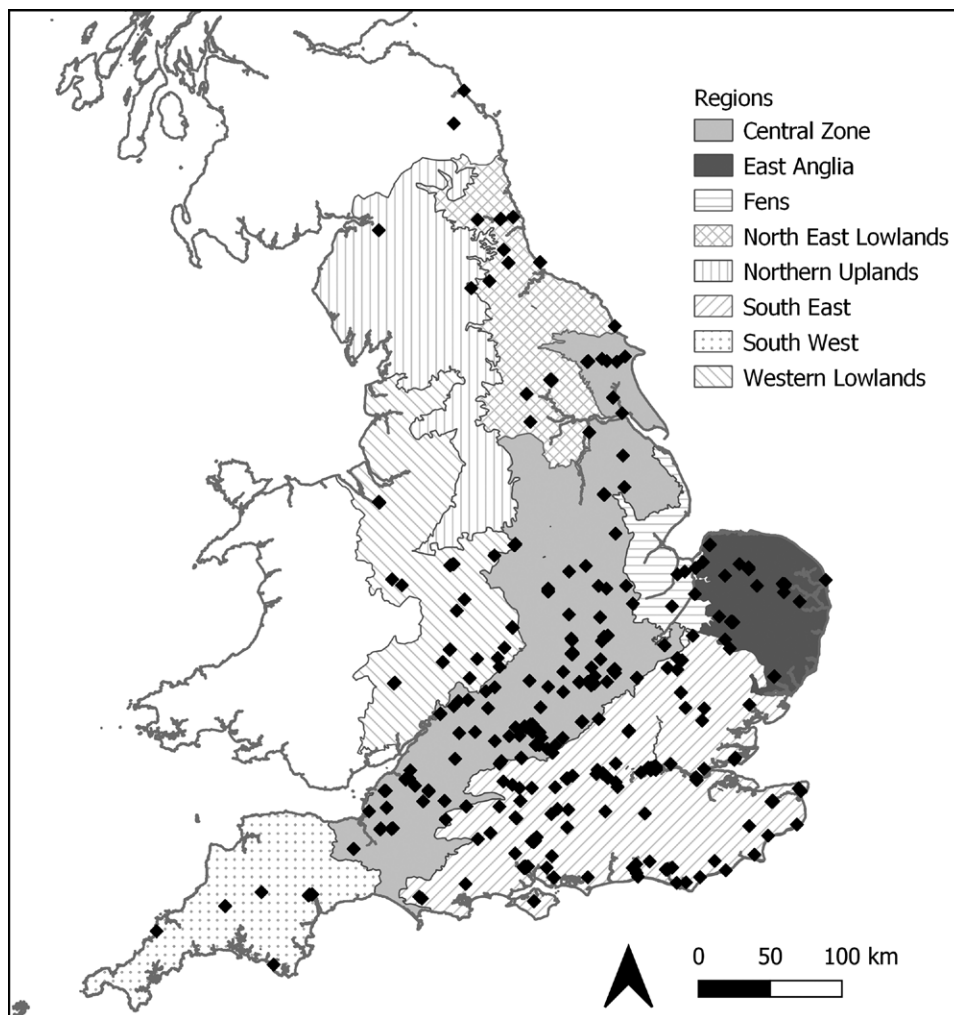 Regions
Central Zone
East Anglia
Fens
North East Lowlands
Northern Uplands
South East
South West
Western Lowlands
0 50 100 km